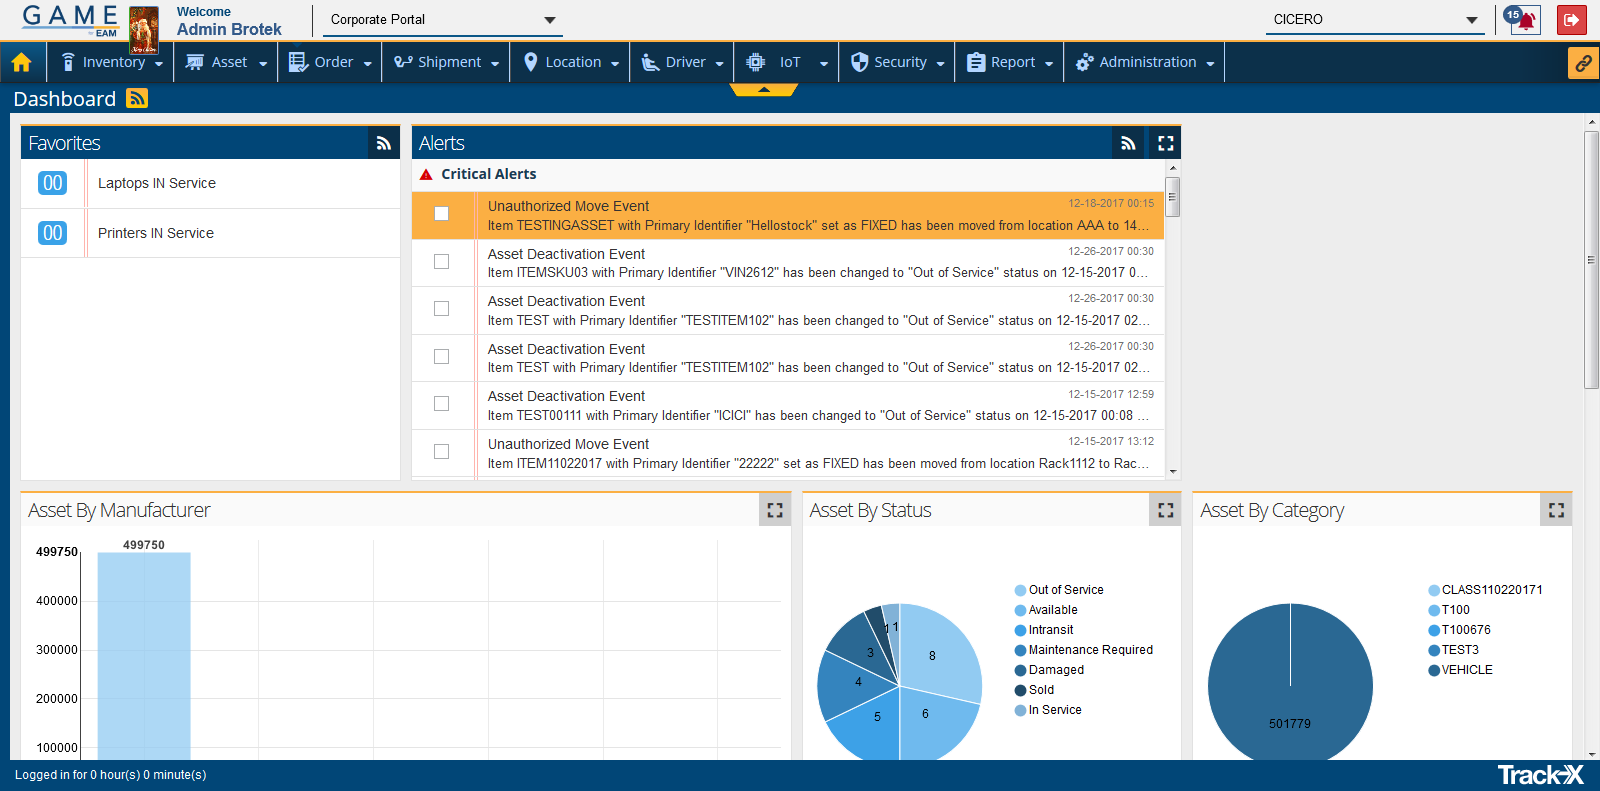 GAME
EAM
Welcome
Admin Brotek
Corporate Portal
CICERO
15
Inventory
Asset
Order
Shipment
Location
Driver
IoT
Security
Report
Administration
Dashboard
Favorites
00 Laptops IN Service
00 Printers IN Service
Alerts
Critical Alerts
Unauthorized Move Event 12-18-2017 00:15
Item TESTINGASSET with Primary Identifier "Hellostock" set as FIXED has been moved from location AAA to 14...
Asset Deactivation Event 12-26-2017 00:30
Item ITEMSKU03 with Primary Identifier "VIN2612" has been changed to "Out of Service" status on 12-15-2017 0...
Asset Deactivation Event 12-26-2017 00:30
Item TEST with Primary Identifier "TESTITEM102" has been changed to "Out of Service" status on 12-15-2017 02...
Asset Deactivation Event 12-26-2017 00:30
Item TEST with Primary Identifier "TESTITEM102" has been changed to "Out of Service" status on 12-15-2017 02...
Asset Deactivation Event 12-15-2017 12:59
Item TEST00111 with Primary Identifier "ICICI" has been changed to "Out of Service" status on 12-15-2017 00:08 ...
Unauthorized Move Event 12-15-2017 13:12
Item ITEM11022017 with Primary Identifier "22222" set as FIXED has been moved from location Rack1112 to Rac...
Asset By Manufacturer
499750
499750
400000
300000
200000
100000
Asset By Status
8
6
5
4
3
1
1
Out of Service
Available
Intransit
Maintenance Required
Damaged
Sold
In Service
Asset By Category
501779
CLASS110220171
T100
T100676
TEST3
VEHICLE
Logged in for 0 hour(s) 0 minute(s)
Track-X